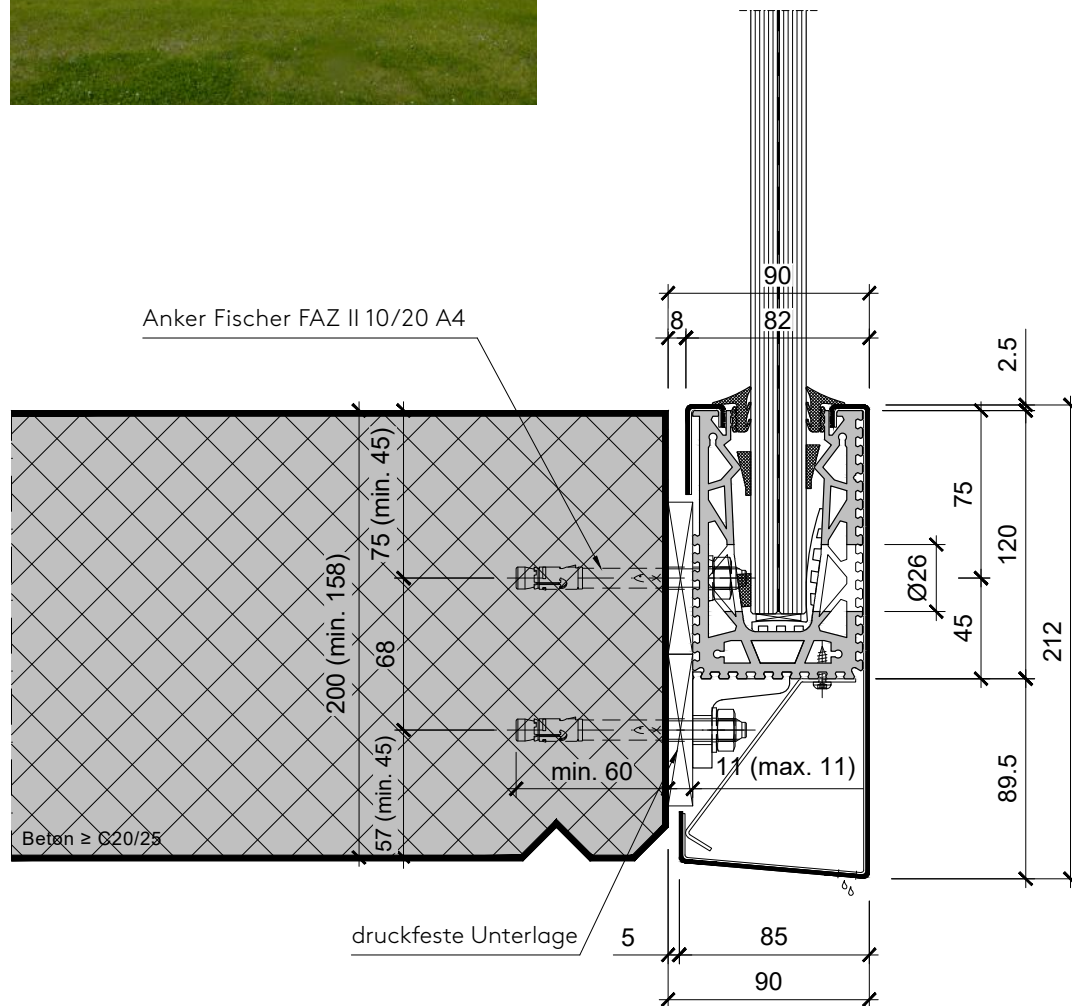 90
8
82
Anker Fischer FAZ II 10/20 A4
2.5
75 (min. 45)
200 (min. 158)
68
57 (min. 45)
75
120
Ø26
45
212
89.5
min. 60
11 (max. 11)
Beton ≥ C20/25
druckfeste Unterlage
5
85
90